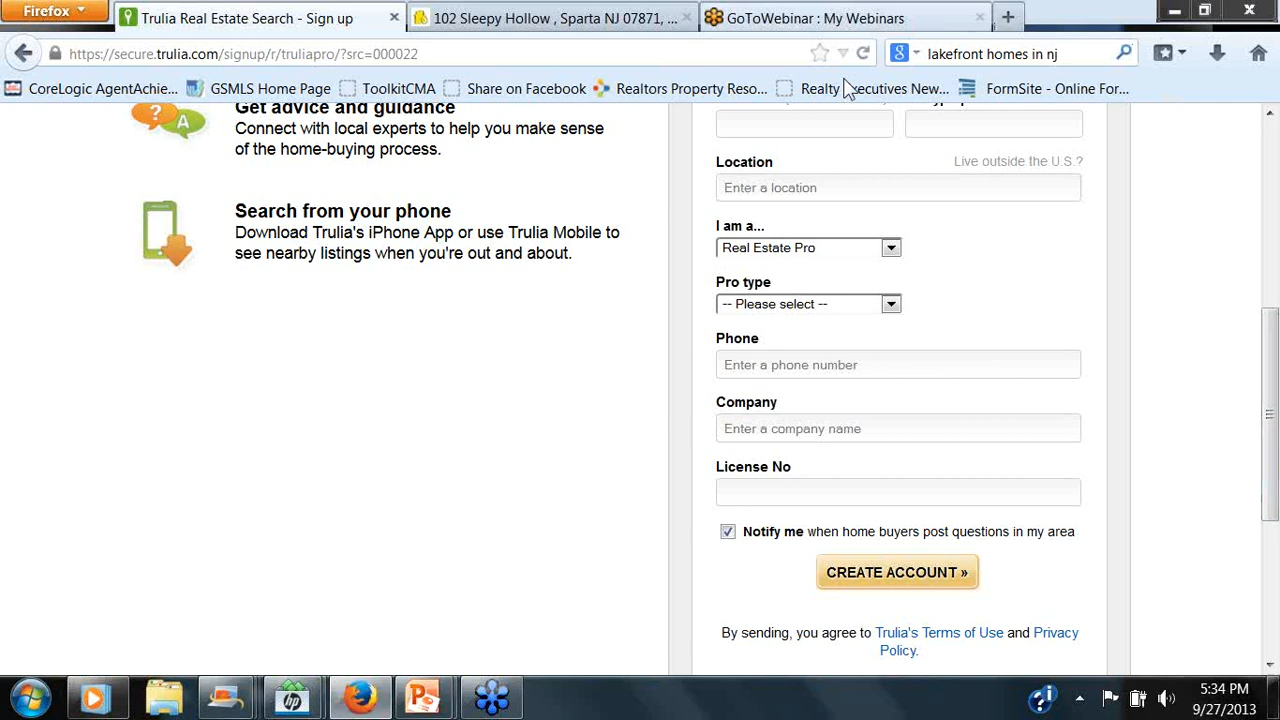 Firefox
Trulia Real Estate Search - Sign up
102 Sleepy Hollow , Sparta NJ 07871, ...
GoToWebinar : My Webinars
https://secure.trulia.com/signup/r/truliapro/?src=000022
lakefront homes in nj
CoreLogic AgentAchie...
GSMLS Home Page
ToolkitCMA
Share on Facebook
Realtors Property Reso...
Realty Executives New...
FormSite - Online For...
Get advice and guidance
Connect with local experts to help you make sense
of the home-buying process.
Search from your phone
Download Trulia's iPhone App or use Trulia Mobile to
see nearby listings when you're out and about.
Location
Live outside the U.S.?
Enter a location
I am a...
Real Estate Pro
Pro type
-- Please select --
Phone
Enter a phone number
Company
Enter a company name
License No
Notify me when home buyers post questions in my area
CREATE ACCOUNT »
By sending, you agree to Trulia's Terms of Use and Privacy
Policy.
5:34 PM
9/27/2013